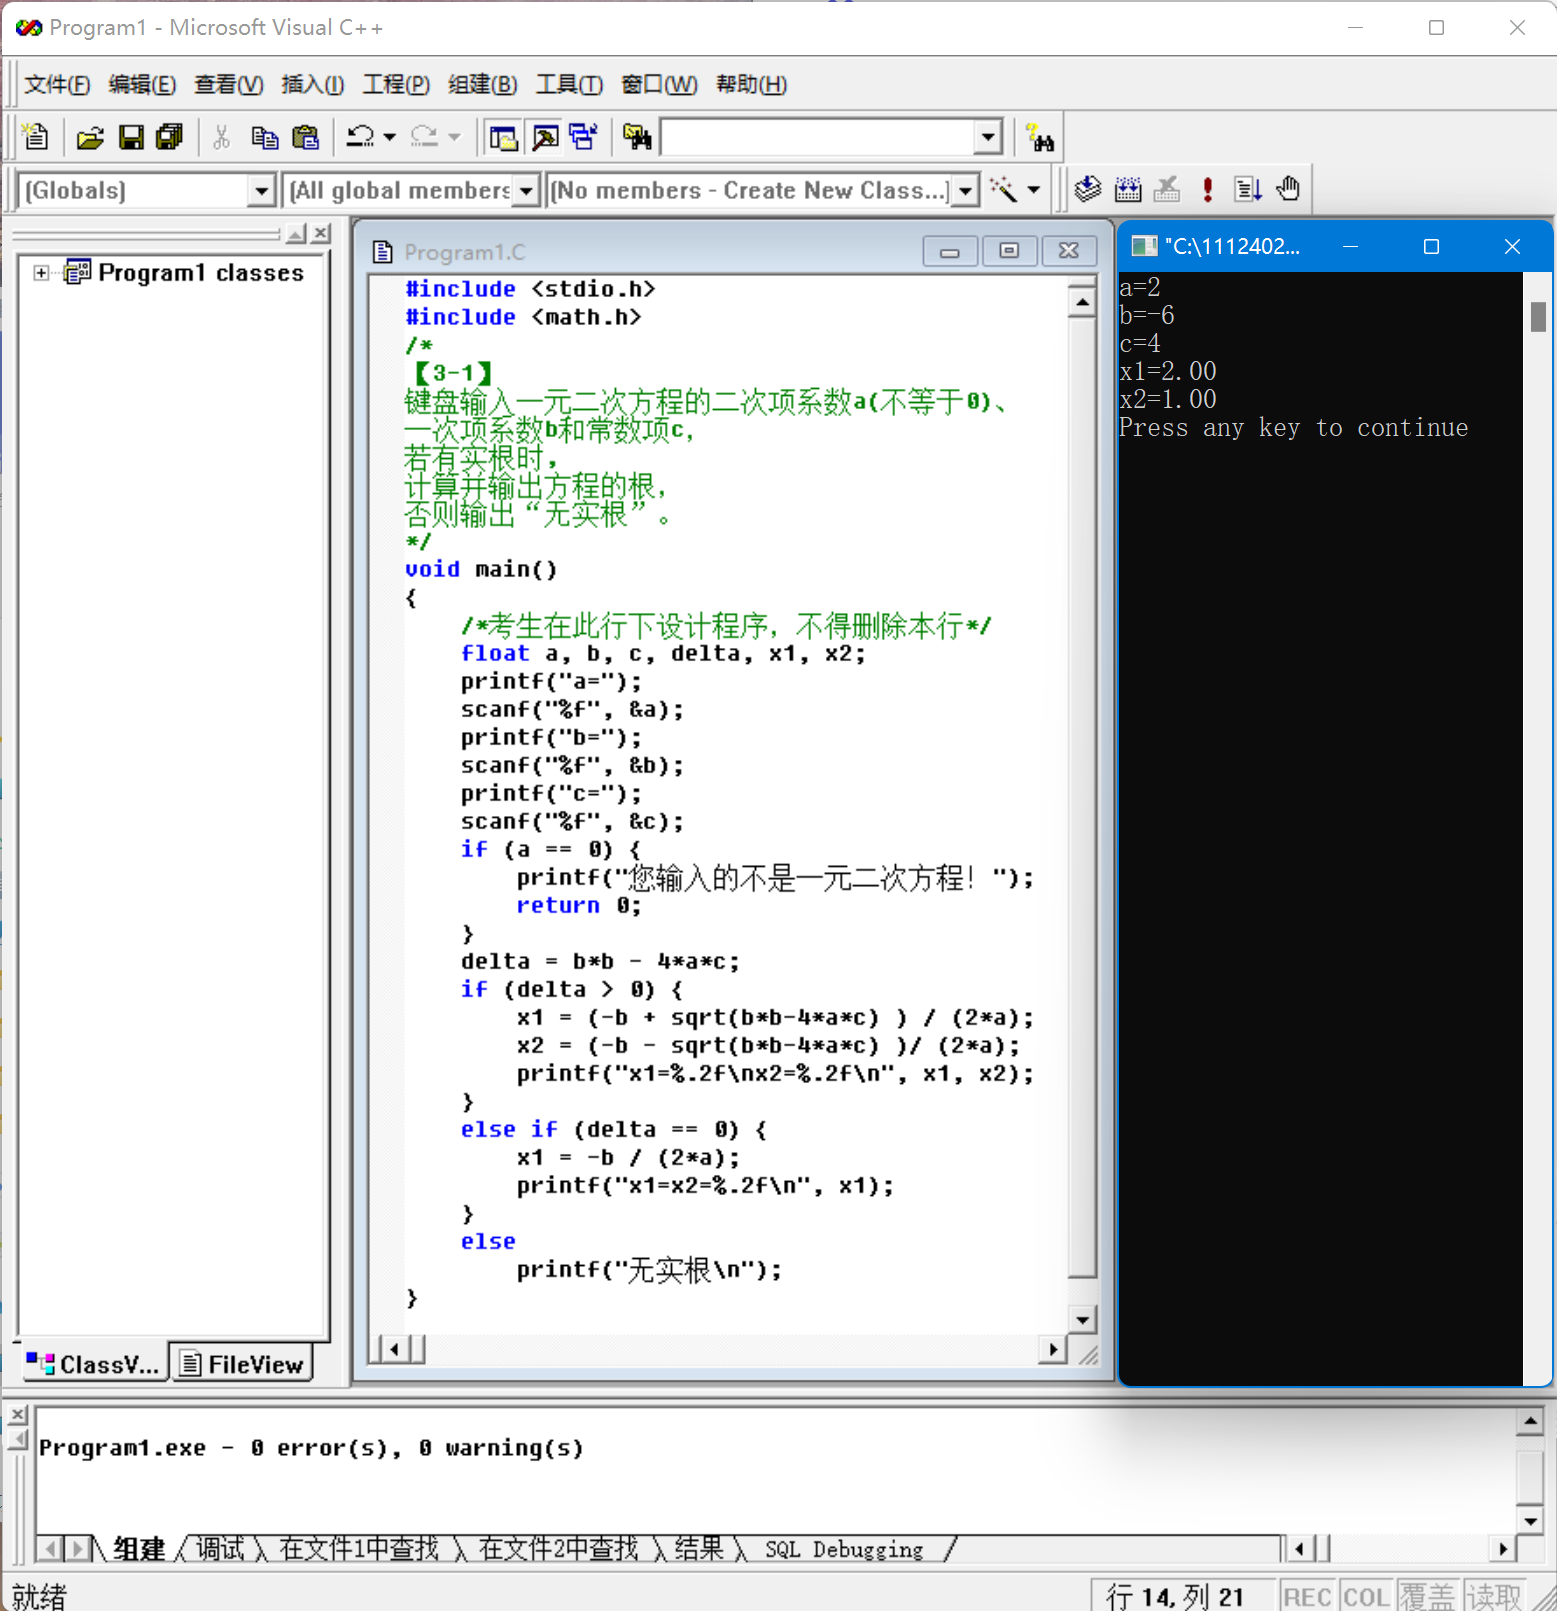 Program1 - Microsoft Visual C++
文件(F) 编辑(E) 查看(V) 插入(I) 工程(P) 组建(B) 工具(T) 窗口(W) 帮助(H)
(Globals) (All global members (No members - Create New Class...)
Program1 classes
ClassV... FileView
Program1.C
#include <stdio.h>
#include <math.h>
/*
【3-1】
键盘输入一元二次方程的二次项系数a(不等于0)、
一次项系数b和常数项c，
若有实根时，
计算并输出方程的根，
否则输出“无实根”。
*/
void main()
{
/*考生在此行下设计程序，不得删除本行*/
float a, b, c, delta, x1, x2;
printf("a=");
scanf("%f", &a);
printf("b=");
scanf("%f", &b);
printf("c=");
scanf("%f", &c);
if (a == 0) {
printf("您输入的不是一元二次方程！");
return 0;
}
delta = b*b - 4*a*c;
if (delta > 0) {
x1 = (-b + sqrt(b*b-4*a*c) ) / (2*a);
x2 = (-b - sqrt(b*b-4*a*c) )/ (2*a);
printf("x1=%.2f\nx2=%.2f\n", x1, x2);
}
else if (delta == 0) {
x1 = -b / (2*a);
printf("x1=x2=%.2f\n", x1);
}
else
printf("无实根\n");
}
"C:\1112402...
a=2
b=-6
c=4
x1=2.00
x2=1.00
Press any key to continue
Program1.exe - 0 error(s), 0 warning(s)
组建 调试 在文件1中查找 在文件2中查找 结果 SQL Debugging
就绪 行 14, 列 21 REC COL 覆盖 读取